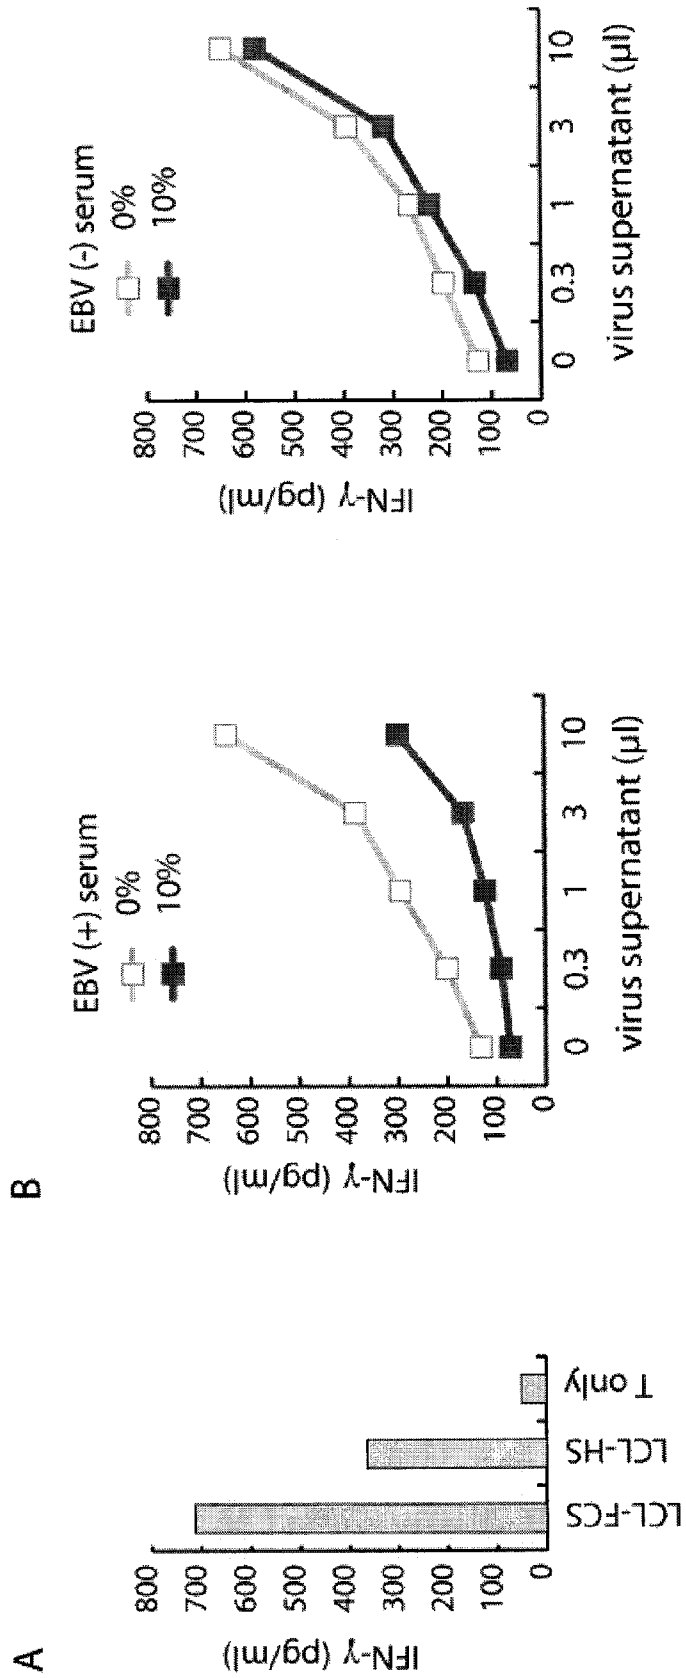 A
IFN-γ (pg/ml)
800
700
600
500
400
300
200
100
0
LCL-FCS
LCL-HS
T only
B
EBV (+) serum
0%
10%
IFN-γ (pg/ml)
800
700
600
500
400
300
200
100
0
0 0.3 1 3 10
virus supernatant (μl)
EBV (-) serum
0%
10%
IFN-γ (pg/ml)
800
700
600
500
400
300
200
100
0
0 0.3 1 3 10
virus supernatant (μl)